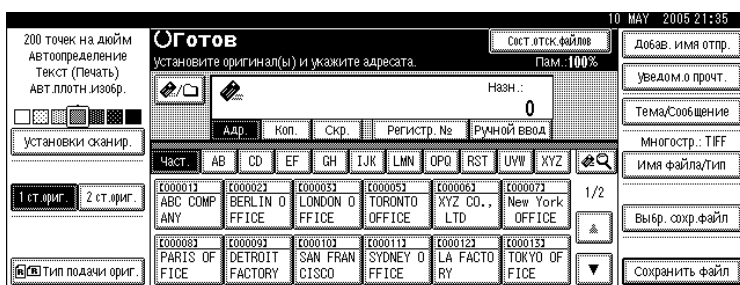 10 MAY 2005 21:35
200 точек на дюйм
Автоопределение
Текст (Печать)
Авт.плотн.изобр.
Установки сканир.
1 ст.ориг.
2 ст.ориг.
Тип подачи ориг.
Готов
Сост.отск.файлов
Установите оригинал(ы) и укажите адресата.
Пам.:100%
Назн.:
0
Адр.
Коп.
Скр.
Регистр. №
Ручной ввод
Част.
AB
CD
EF
GH
IJK
LMN
OPQ
RST
UVW
XYZ
[00001]
ABC COMP
ANY
[00002]
BERLIN O
FFICE
[00003]
LONDON O
FFICE
[00005]
TORONTO
OFFICE
[00006]
XYZ CO.,
LTD
[00007]
New York
OFFICE
1/2
[00008]
PARIS OF
FICE
[00009]
DETROIT
FACTORY
[00010]
SAN FRAN
CISCO
[00011]
SYDNEY O
FFICE
[00012]
LA FACTO
RY
[00013]
TOKYO OF
FICE
Добав. имя отпр.
Уведом.о прочт.
Тема/Сообщение
Многостр.: TIFF
Имя файла/Тип
Выбр. сохр.файл
Сохранить файл